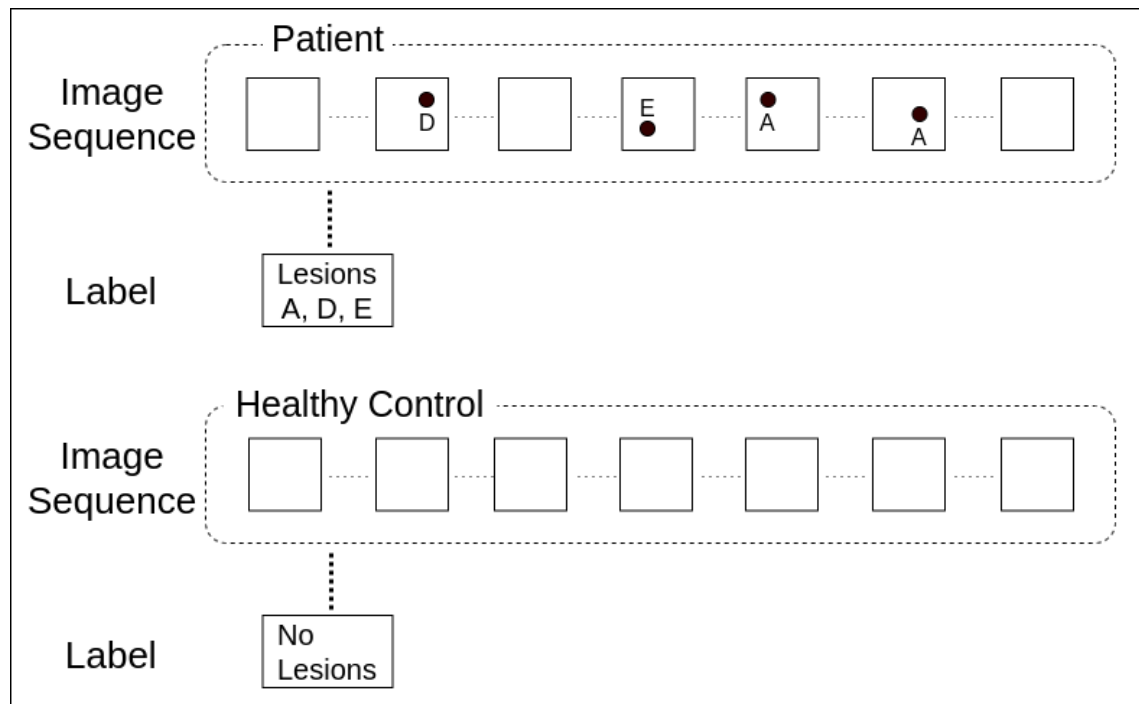 Patient
Image
Sequence
D
E
A
A
Label
Lesions
A, D, E
Healthy Control
Image
Sequence
Label
No
Lesions